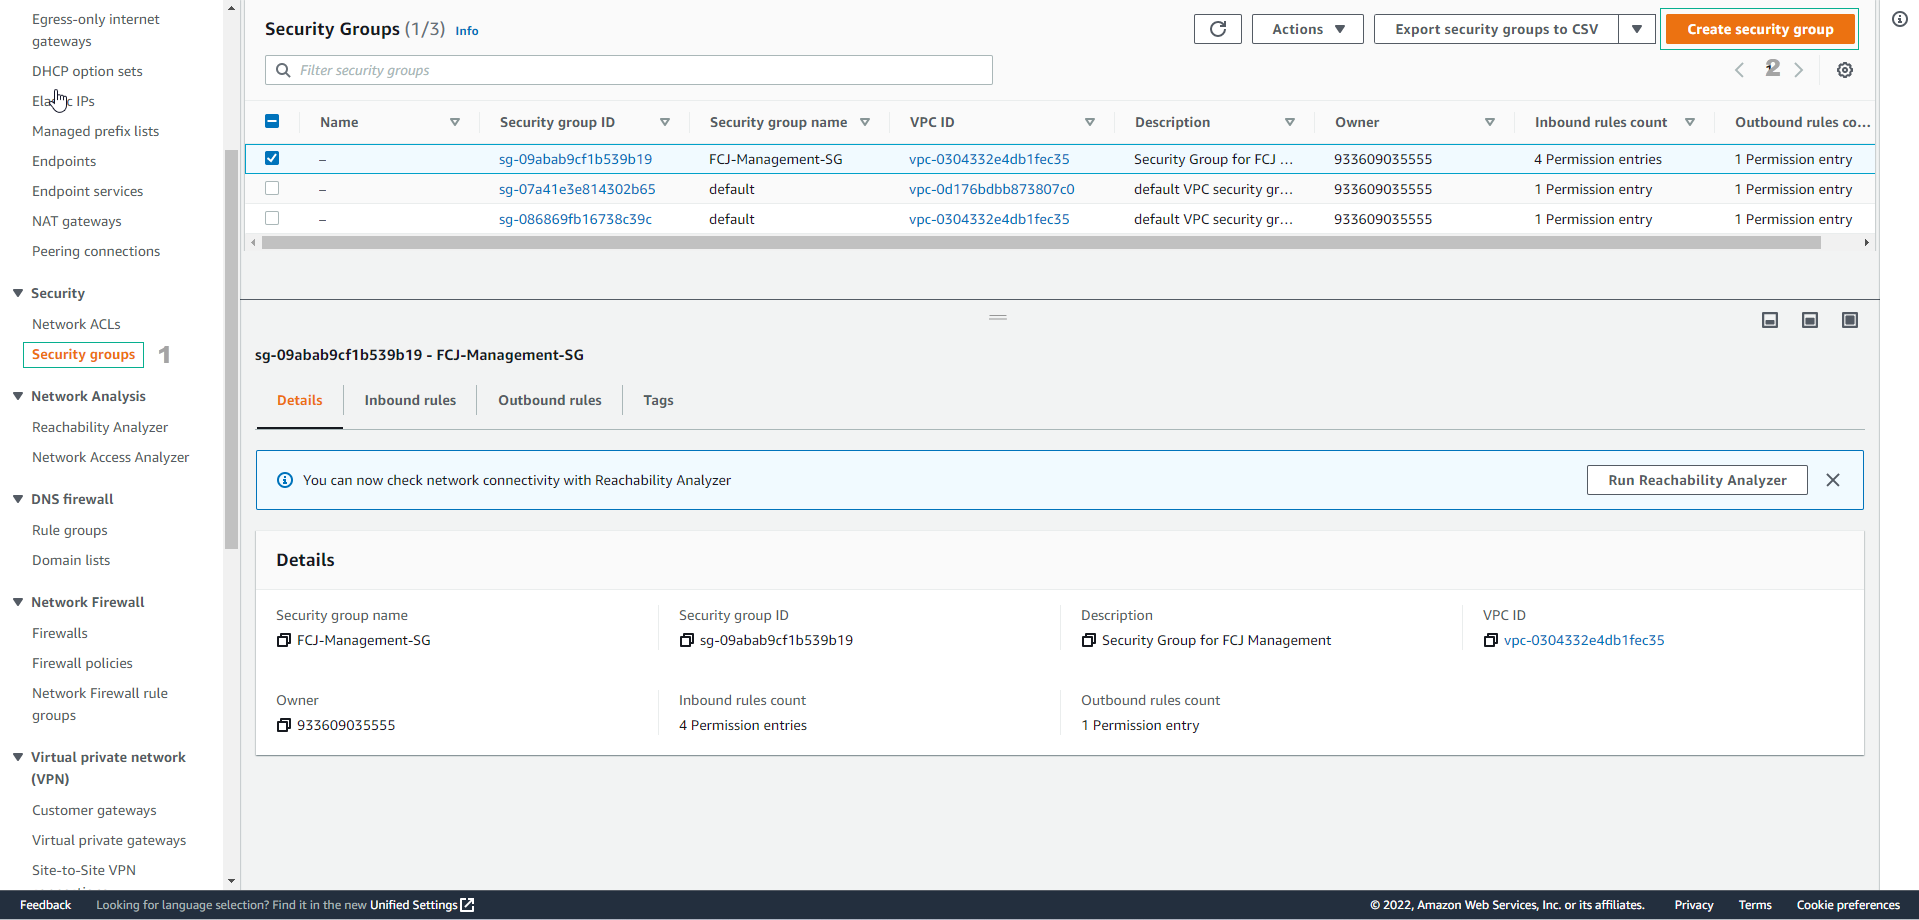 Egress-only internet
gateways
DHCP option sets
Elastic IPs
Managed prefix lists
Endpoints
Endpoint services
NAT gateways
Peering connections
Security
Network ACLs
Security groups 1
Network Analysis
Reachability Analyzer
Network Access Analyzer
DNS firewall
Rule groups
Domain lists
Network Firewall
Firewalls
Firewall policies
Network Firewall rule
groups
Virtual private network
(VPN)
Customer gateways
Virtual private gateways
Site-to-Site VPN
Security Groups (1/3) Info
Actions
Export security groups to CSV
Create security group
Filter security groups
2
Name Security group ID Security group name VPC ID Description Owner Inbound rules count Outbound rules co...
– sg-09abab9cf1b539b19 FCJ-Management-SG vpc-0304332e4db1fec35 Security Group for FCJ ... 933609035555 4 Permission entries 1 Permission entry
– sg-07a41e3e814302b65 default vpc-0d176bdbb873807c0 default VPC security gr... 933609035555 1 Permission entry 1 Permission entry
– sg-086869fb16738c39c default vpc-0304332e4db1fec35 default VPC security gr... 933609035555 1 Permission entry 1 Permission entry
sg-09abab9cf1b539b19 - FCJ-Management-SG
Details Inbound rules Outbound rules Tags
You can now check network connectivity with Reachability Analyzer
Run Reachability Analyzer
Details
Security group name
FCJ-Management-SG
Security group ID
sg-09abab9cf1b539b19
Description
Security Group for FCJ Management
VPC ID
vpc-0304332e4db1fec35
Owner
933609035555
Inbound rules count
4 Permission entries
Outbound rules count
1 Permission entry
Feedback Looking for language selection? Find it in the new Unified Settings
© 2022, Amazon Web Services, Inc. or its affiliates. Privacy Terms Cookie preferences